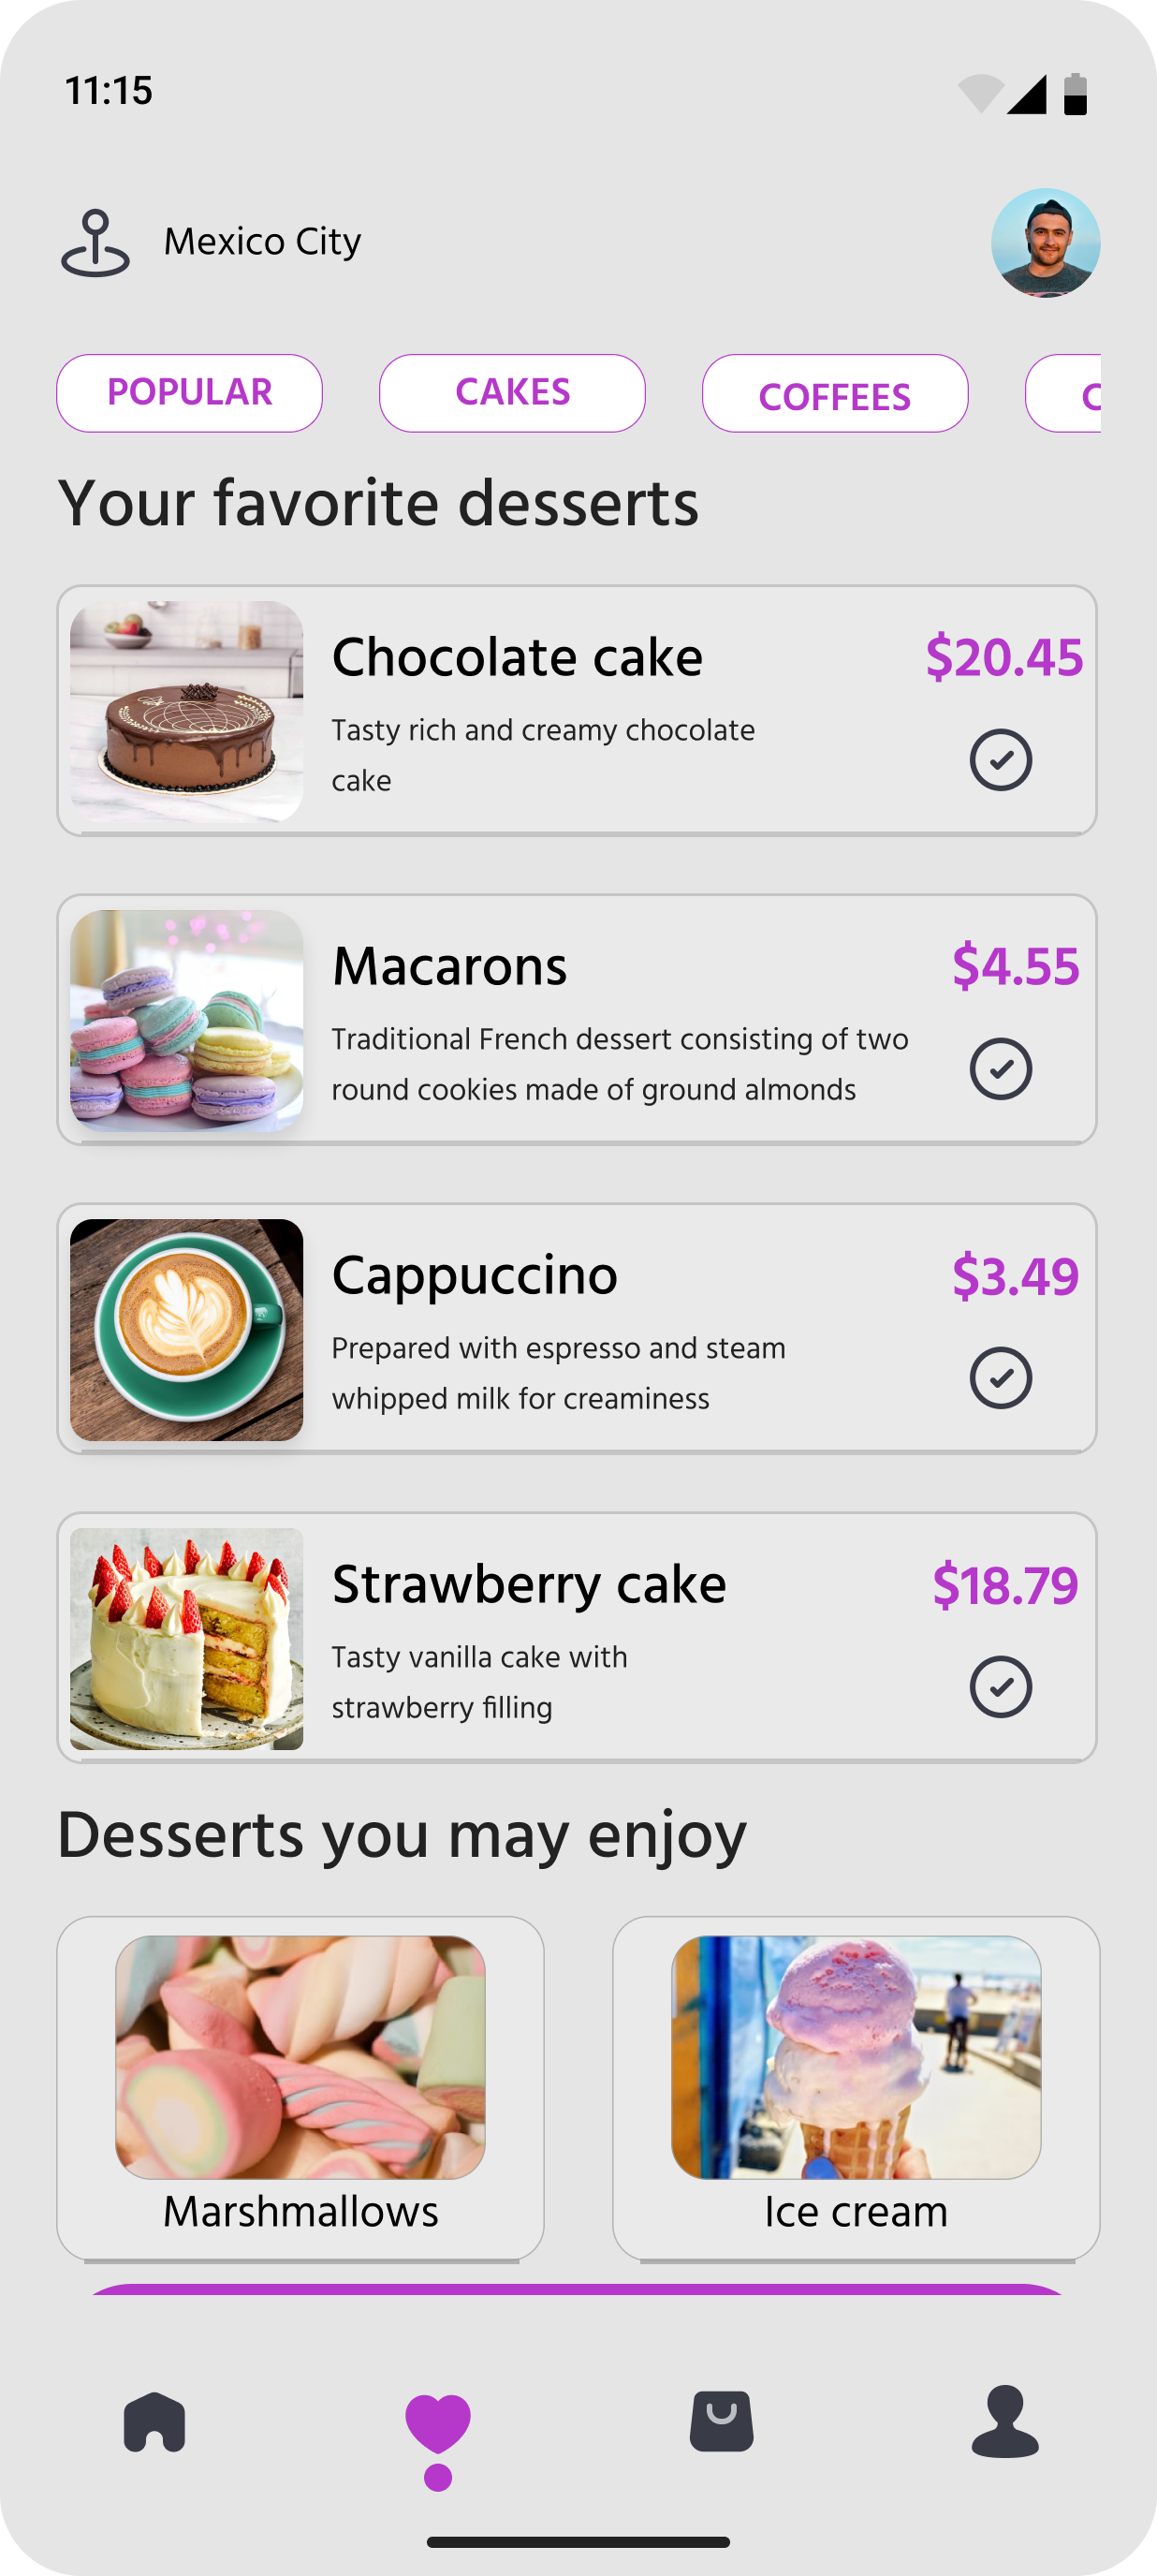 11:15
Mexico City
POPULAR
CAKES
COFFEES
C
Your favorite desserts
Chocolate cake
$20.45
Tasty rich and creamy chocolate
cake
Macarons
$4.55
Traditional French dessert consisting of two
round cookies made of ground almonds
Cappuccino
$3.49
Prepared with espresso and steam
whipped milk for creaminess
Strawberry cake
$18.79
Tasty vanilla cake with
strawberry filling
Desserts you may enjoy
Marshmallows
Ice cream